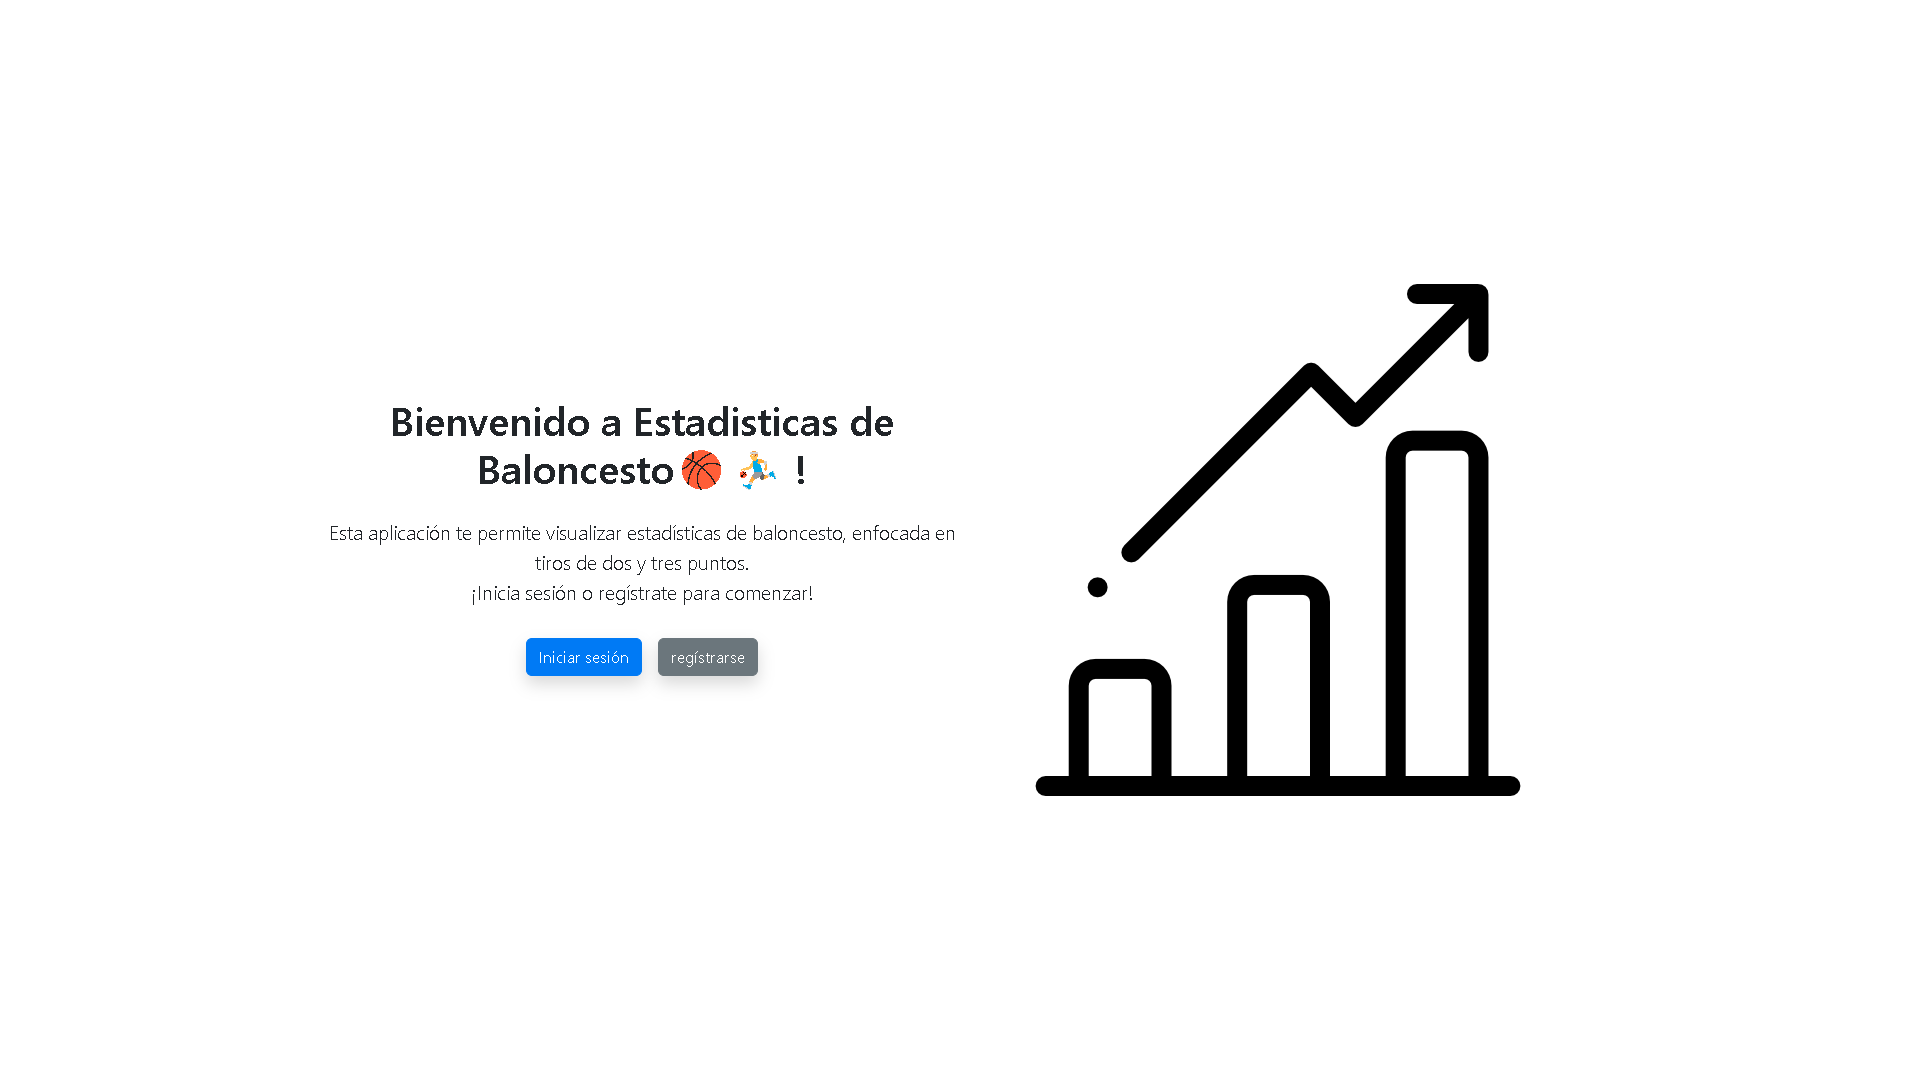 Bienvenido a Estadisticas de
Baloncesto🏀 ⛹️ !
Esta aplicación te permite visualizar estadísticas de baloncesto, enfocada en
tiros de dos y tres puntos.
¡Inicia sesión o regístrate para comenzar!
Iniciar sesión
regístrarse